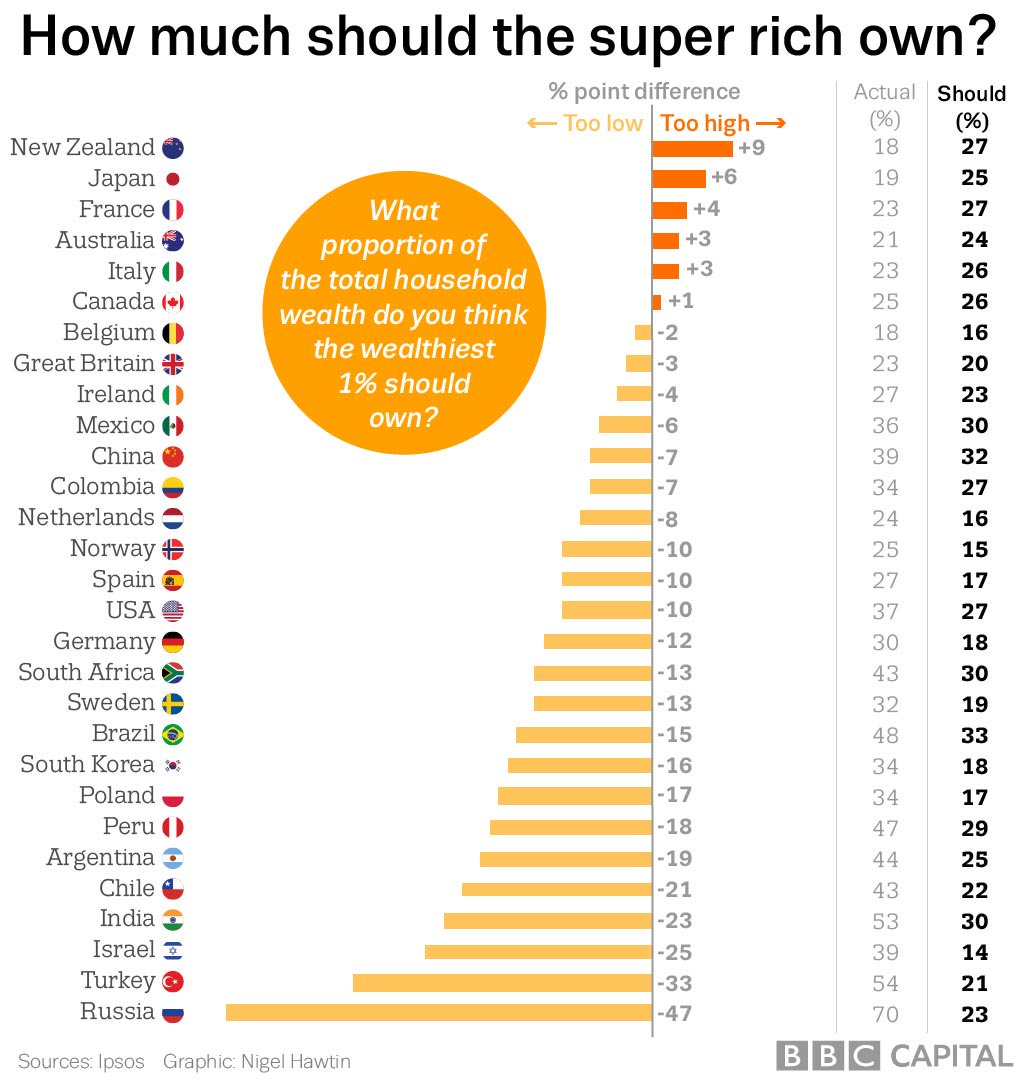 How much should the super rich own?
% point difference
← Too low
Too high →
Actual
(%)
Should
(%)
What
proportion of
the total household
wealth do you think
the wealthiest
1% should
own?
New Zealand +9 18 27
Japan +6 19 25
France +4 23 27
Australia +3 21 24
Italy +3 23 26
Canada +1 25 26
Belgium -2 18 16
Great Britain -3 23 20
Ireland -4 27 23
Mexico -6 36 30
China -7 39 32
Colombia -7 34 27
Netherlands -8 24 16
Norway -10 25 15
Spain -10 27 17
USA -10 37 27
Germany -12 30 18
South Africa -13 43 30
Sweden -13 32 19
Brazil -15 48 33
South Korea -16 34 18
Poland -17 34 17
Peru -18 47 29
Argentina -19 44 25
Chile -21 43 22
India -23 53 30
Israel -25 39 14
Turkey -33 54 21
Russia -47 70 23
Sources: Ipsos Graphic: Nigel Hawtin
BBC CAPITAL